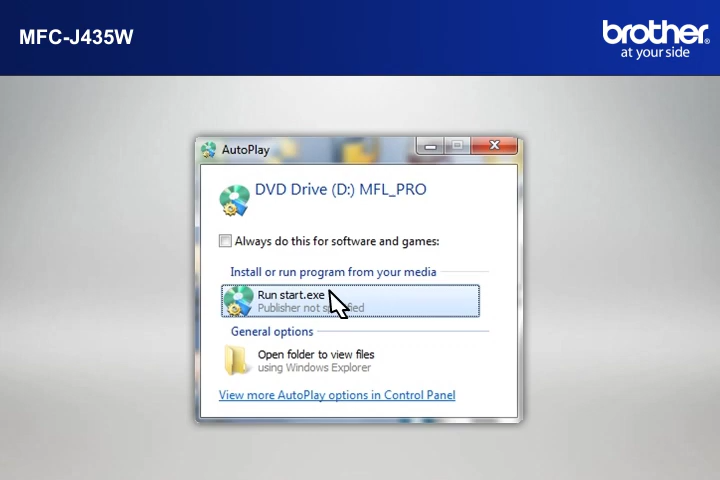 MFC-J435W
brother
at your side
AutoPlay
DVD Drive (D:) MFL_PRO
Always do this for software and games:
Install or run program from your media
Run start.exe
Publisher not sp fied
General options
Open folder to view files
using Windows Explorer
View more AutoPlay options in Control Panel